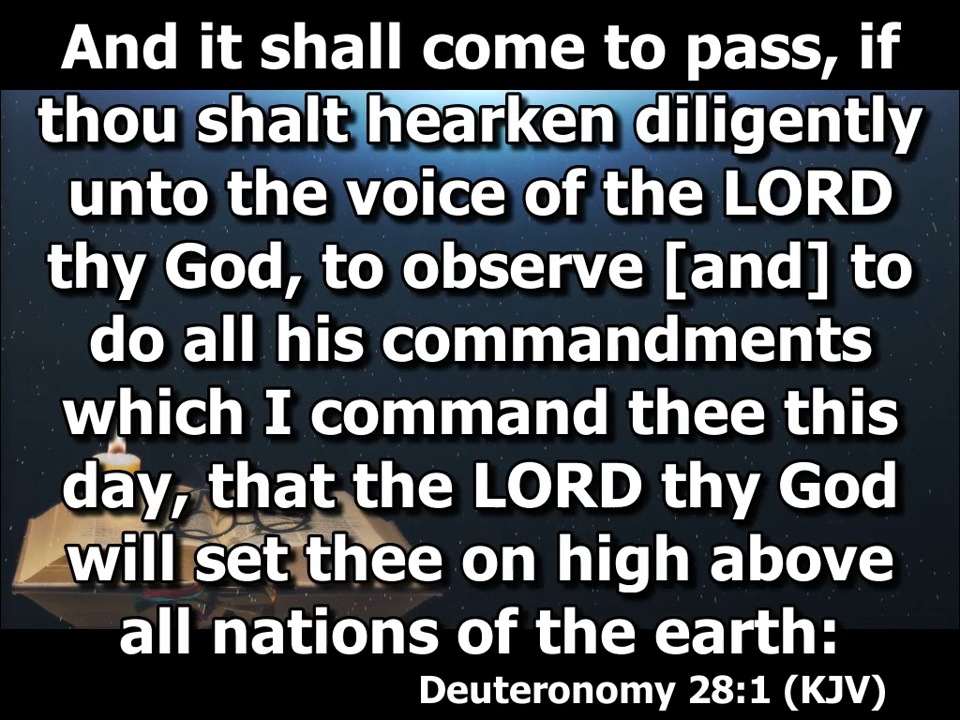 And it shall come to pass, if
thou shalt hearken diligently
unto the voice of the LORD
thy God, to observe [and] to
do all his commandments
which I command thee this
day, that the LORD thy God
will set thee on high above
all nations of the earth:
Deuteronomy 28:1 (KJV)